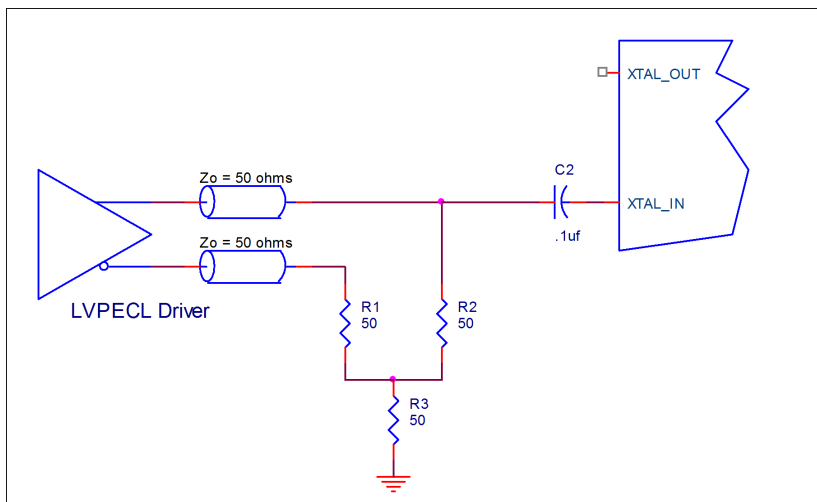 XTAL_OUT
Zo = 50 ohms
C2
XTAL_IN
.1uf
Zo = 50 ohms
LVPECL Driver
R1
50
R2
50
R3
50